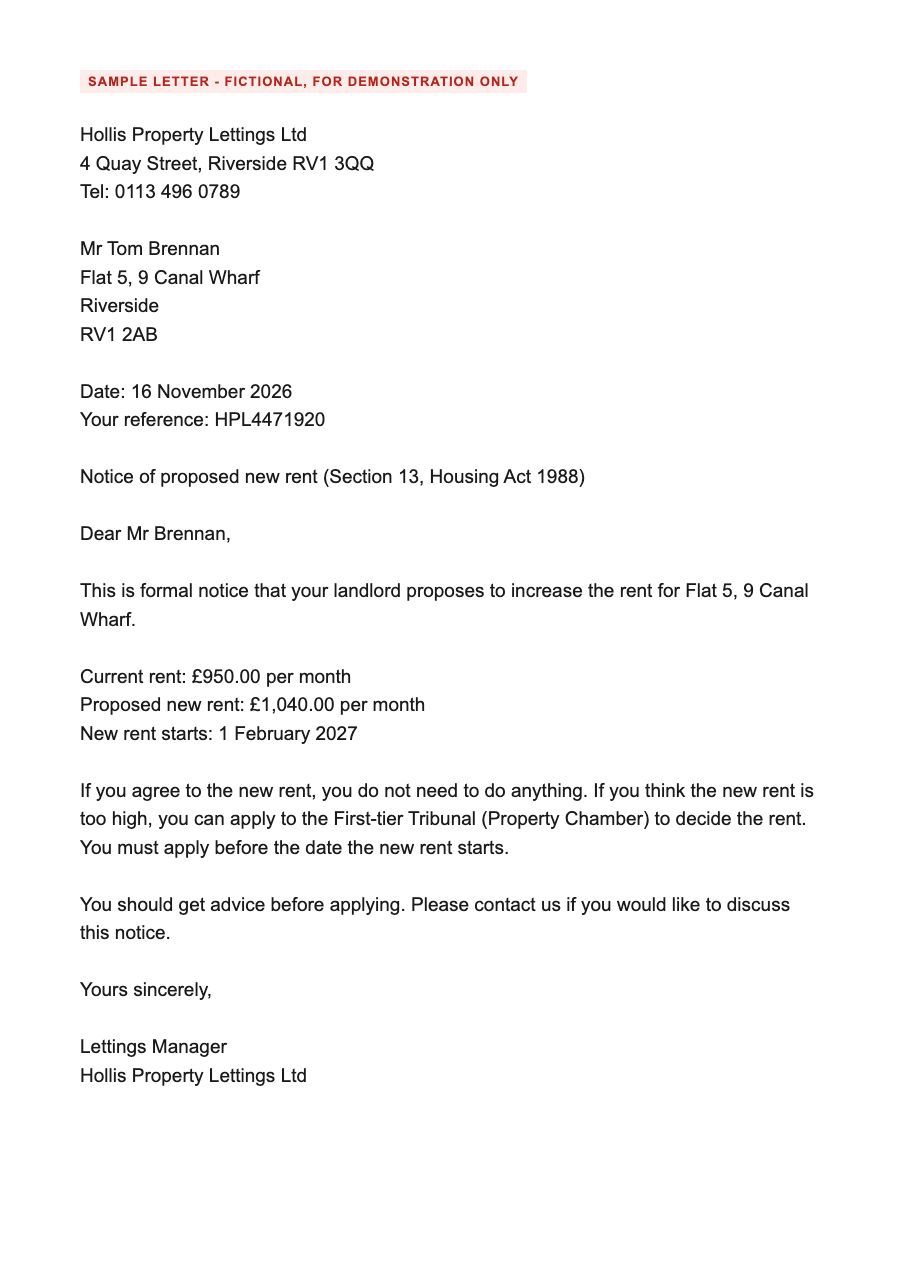 SAMPLE LETTER - FICTIONAL, FOR DEMONSTRATION ONLY
Hollis Property Lettings Ltd
4 Quay Street, Riverside RV1 3QQ
Tel: 0113 496 0789
Mr Tom Brennan
Flat 5, 9 Canal Wharf
Riverside
RV1 2AB
Date: 16 November 2026
Your reference: HPL4471920
Notice of proposed new rent (Section 13, Housing Act 1988)
Dear Mr Brennan,
This is formal notice that your landlord proposes to increase the rent for Flat 5, 9 Canal
Wharf.
Current rent: £950.00 per month
Proposed new rent: £1,040.00 per month
New rent starts: 1 February 2027
If you agree to the new rent, you do not need to do anything. If you think the new rent is
too high, you can apply to the First-tier Tribunal (Property Chamber) to decide the rent.
You must apply before the date the new rent starts.
You should get advice before applying. Please contact us if you would like to discuss
this notice.
Yours sincerely,
Lettings Manager
Hollis Property Lettings Ltd